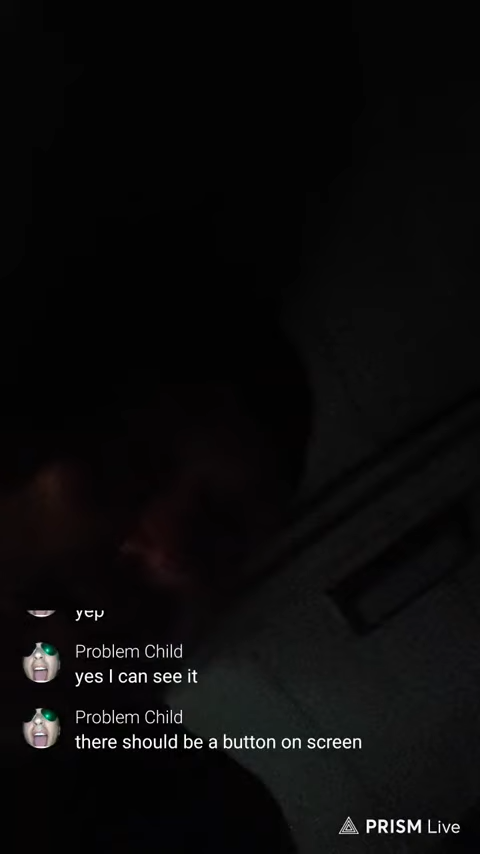 yep
Problem Child
yes I can see it
Problem Child
there should be a button on screen
PRISM Live